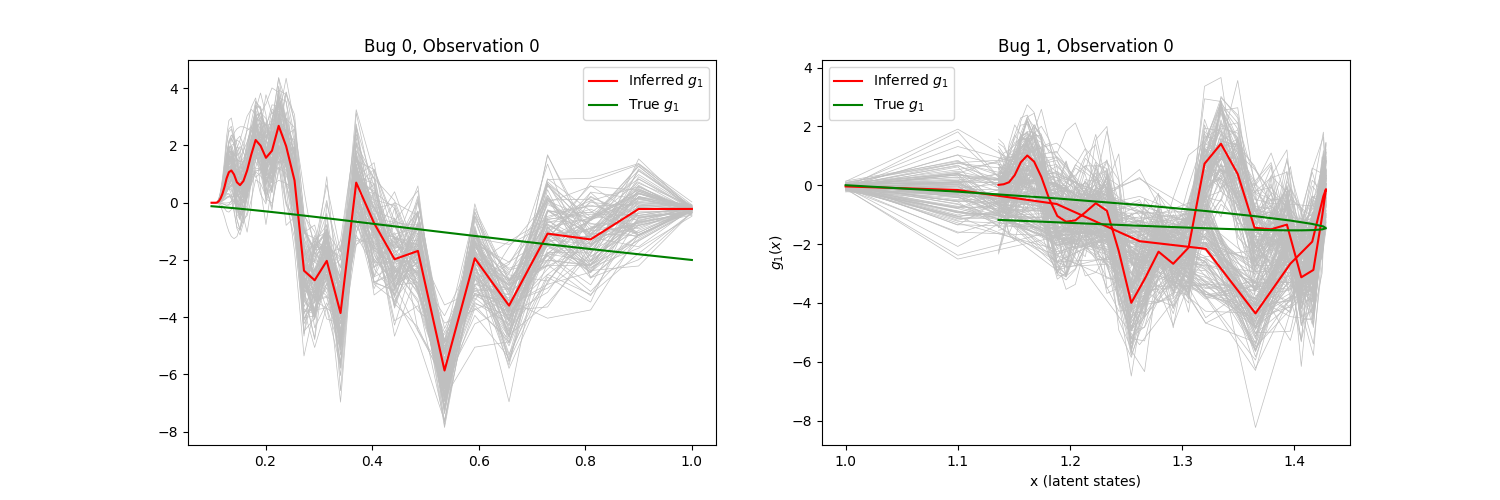 Bug 0, Observation 0
Inferred g₁
True g₁
4
2
0
−2
−4
−6
−8
0.2 0.4 0.6 0.8 1.0
Bug 1, Observation 0
Inferred g₁
True g₁
4
2
0
−2
−4
−6
−8
g₁(x)
1.0 1.1 1.2 1.3 1.4
x (latent states)